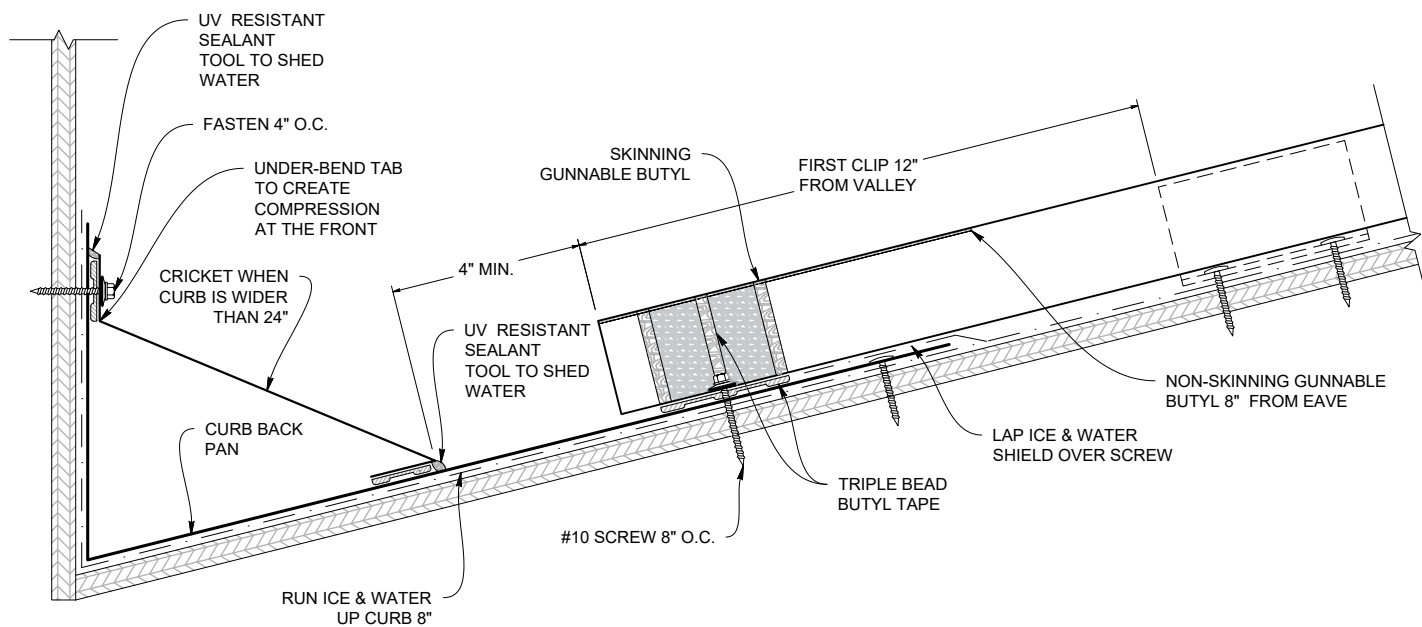 UV RESISTANT
SEALANT
TOOL TO SHED
WATER
FASTEN 4" O.C.
UNDER-BEND TAB
TO CREATE
COMPRESSION
AT THE FRONT
CRICKET WHEN
CURB IS WIDER
THAN 24"
CURB BACK
PAN
RUN ICE & WATER
UP CURB 8"
4" MIN.
UV RESISTANT
SEALANT
TOOL TO SHED
WATER
SKINNING
GUNNABLE BUTYL
FIRST CLIP 12"
FROM VALLEY
#10 SCREW 8" O.C.
TRIPLE BEAD
BUTYL TAPE
LAP ICE & WATER
SHIELD OVER SCREW
NON-SKINNING GUNNABLE
BUTYL 8" FROM EAVE